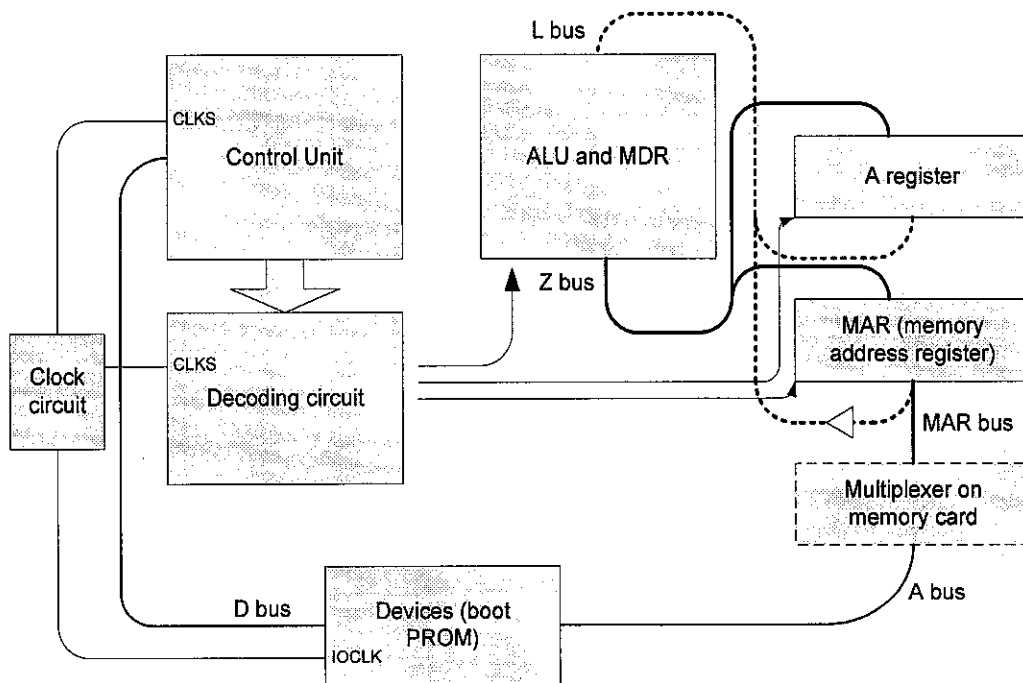 L bus
CLKS
Control Unit
ALU and MDR
A register
Z bus
MAR (memory
address register)
Clock
circuit
CLKS
Decoding circuit
MAR bus
Multiplexer on
memory card
D bus
Devices (boot
PROM)
A bus
IOCLK